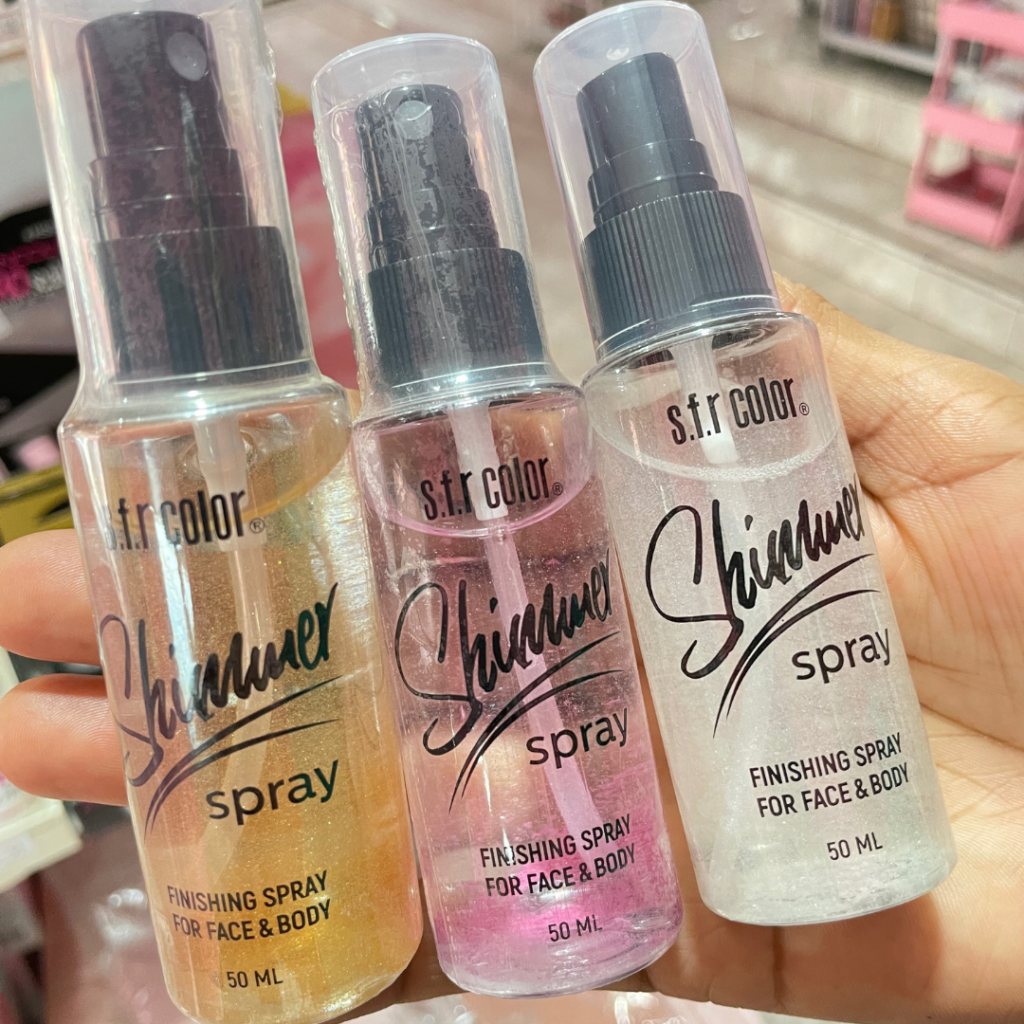 s.f.r color®
Shimmer
spray
FINISHING SPRAY
FOR FACE & BODY
50 ML
s.f.r color®
Shimmer
spray
FINISHING SPRAY
FOR FACE & BODY
50 ML
s.f.r color®
Shimmer
spray
FINISHING SPRAY
FOR FACE & BODY
50 ML